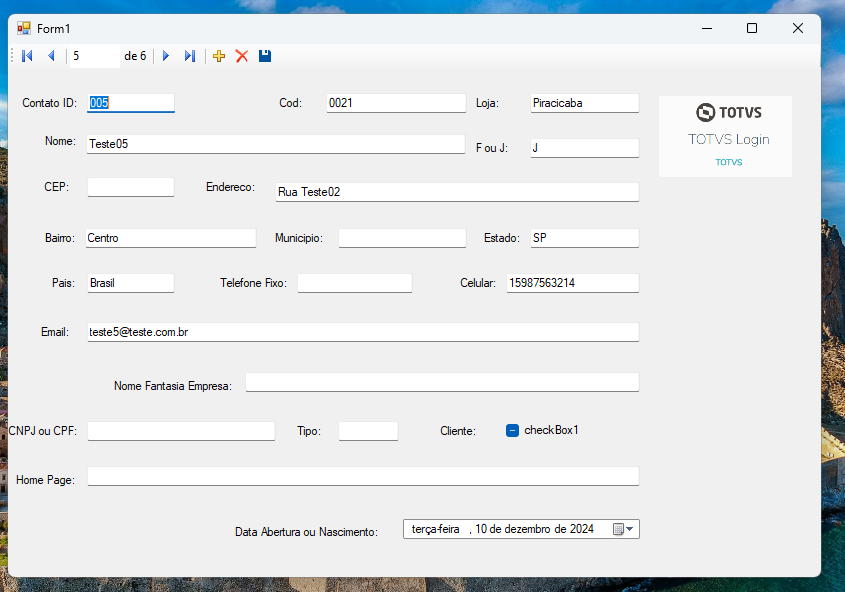 Form1
5 de 6
Contato ID: 005 Cod: 0021 Loja: Piracicaba
TOTVS
TOTVS Login
TOTVS
Nome: Teste05 F ou J: J
CEP: Endereco: Rua Teste02
Bairro: Centro Municipio: Estado: SP
Pais: Brasil Telefone Fixo: Celular: 15987563214
Email: teste5@teste.com.br
Nome Fantasia Empresa:
CNPJ ou CPF: Tipo: Cliente: checkBox1
Home Page:
Data Abertura ou Nascimento: terça-feira , 10 de dezembro de 2024